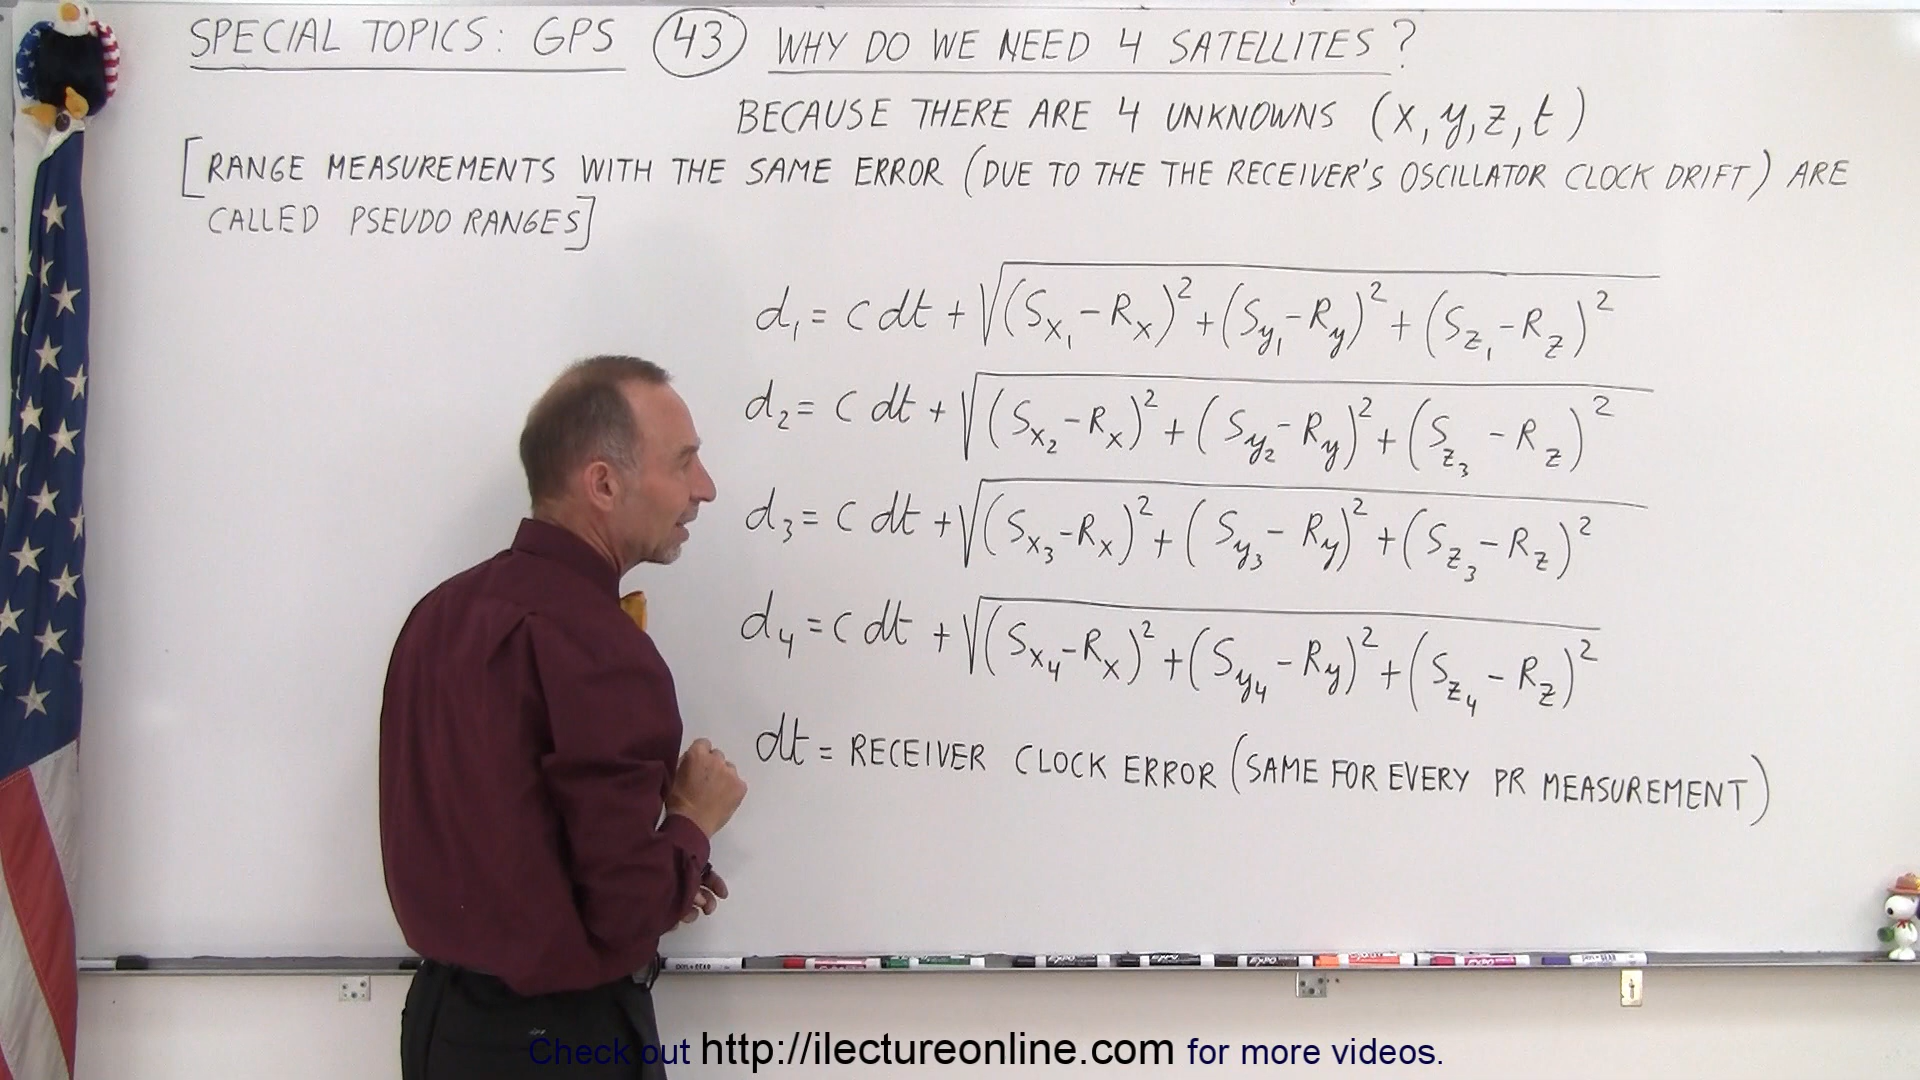 SPECIAL TOPICS: GPS 43 WHY DO WE NEED 4 SATELLITES?
BECAUSE THERE ARE 4 UNKNOWNS (x, y, z, t)
[RANGE MEASUREMENTS WITH THE SAME ERROR (DUE TO THE THE RECEIVER'S OSCILLATOR CLOCK DRIFT) ARE
CALLED PSEUDO RANGES]
d₁ = c dt + √((Sx₁ - Rx)² + (Sy₁ - Ry)² + (Sz₁ - Rz)²)
d₂ = c dt + √((Sx₂ - Rx)² + (Sy₂ - Ry)² + (Sz₃ - Rz)²)
d₃ = c dt + √((Sx₃ - Rx)² + (Sy₃ - Ry)² + (Sz₃ - Rz)²)
d₄ = c dt + √((Sx₄ - Rx)² + (Sy₄ - Ry)² + (Sz₄ - Rz)²)
dt = RECEIVER CLOCK ERROR (SAME FOR EVERY PR MEASUREMENT)
Check out http://ilectureonline.com for more videos.